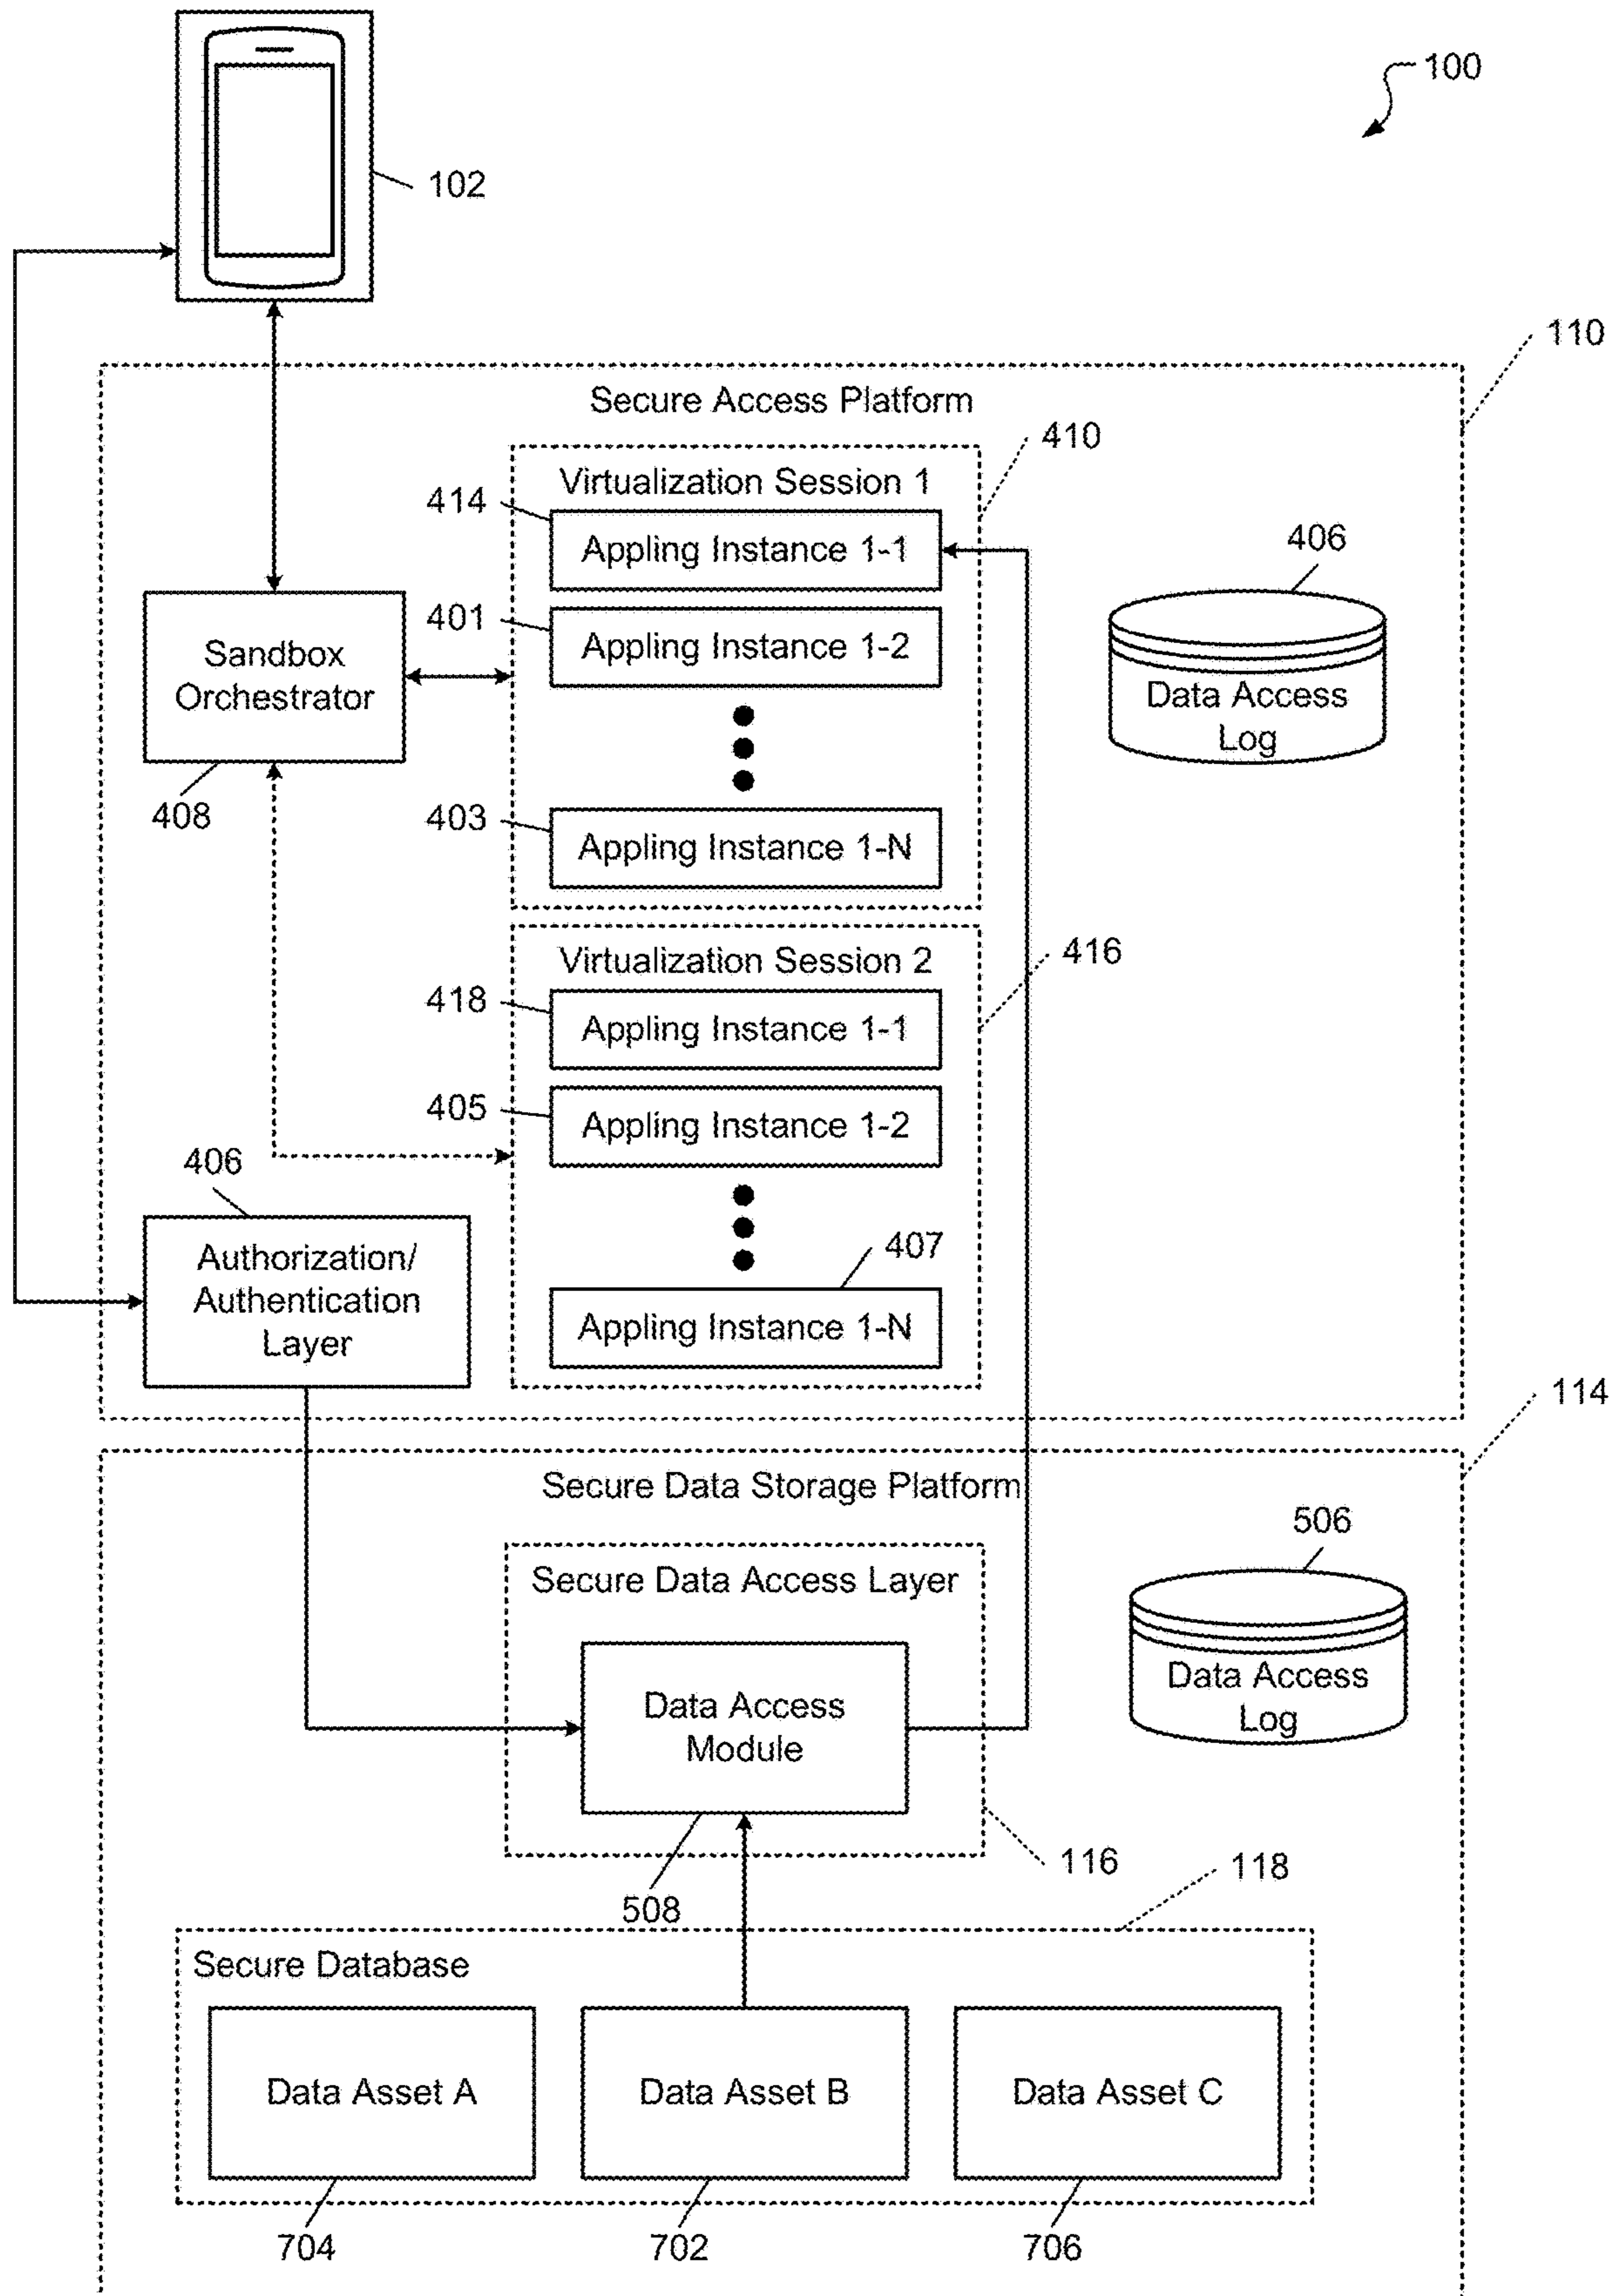 100
102
110
Secure Access Platform
410
Virtualization Session 1
414
Appling Instance 1-1
406
401
Appling Instance 1-2
Sandbox
Orchestrator
Data Access
Log
408
403
Appling Instance 1-N
416
Virtualization Session 2
418
Appling Instance 1-1
405
Appling Instance 1-2
406
Authorization/
Authentication
Layer
407
Appling Instance 1-N
114
Secure Data Storage Platform
506
Secure Data Access Layer
Data Access
Module
Data Access
Log
116
118
508
Secure Database
Data Asset A
Data Asset B
Data Asset C
704
702
706